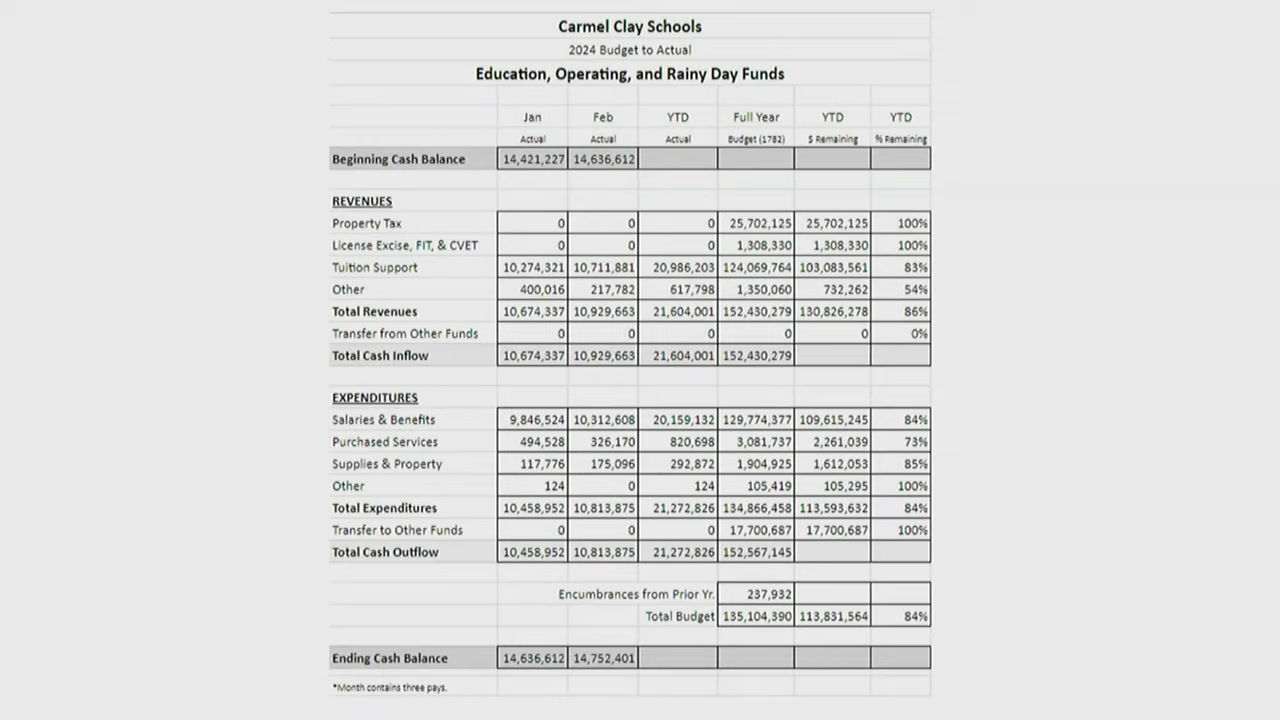 Carmel Clay Schools
2024 Budget to Actual
Education, Operating, and Rainy Day Funds
Jan Feb YTD Full Year YTD YTD
Actual Actual Actual Budget (1782) $ Remaining % Remaining
Beginning Cash Balance 14,421,227 14,636,612
REVENUES
Property Tax 0 0 0 25,702,125 25,702,125 100%
License Excise, FIT, & CVET 0 0 0 1,308,330 1,308,330 100%
Tuition Support 10,274,321 10,711,881 20,986,203 124,069,764 103,083,561 83%
Other 400,016 217,782 617,798 1,350,060 732,262 54%
Total Revenues 10,674,337 10,929,663 21,604,001 152,430,279 130,826,278 86%
Transfer from Other Funds 0 0 0 0 0 0%
Total Cash Inflow 10,674,337 10,929,663 21,604,001 152,430,279
EXPENDITURES
Salaries & Benefits 9,846,524 10,312,608 20,159,132 129,774,377 109,615,245 84%
Purchased Services 494,528 326,170 820,698 3,081,737 2,261,039 73%
Supplies & Property 117,776 175,096 292,872 1,904,925 1,612,053 85%
Other 124 0 124 105,419 105,295 100%
Total Expenditures 10,458,952 10,813,875 21,272,826 134,866,458 113,593,632 84%
Transfer to Other Funds 0 0 0 17,700,687 17,700,687 100%
Total Cash Outflow 10,458,952 10,813,875 21,272,826 152,567,145
Encumbrances from Prior Yr. 237,932
Total Budget 135,104,390 113,831,564 84%
Ending Cash Balance 14,636,612 14,752,401
*Month contains three pays.